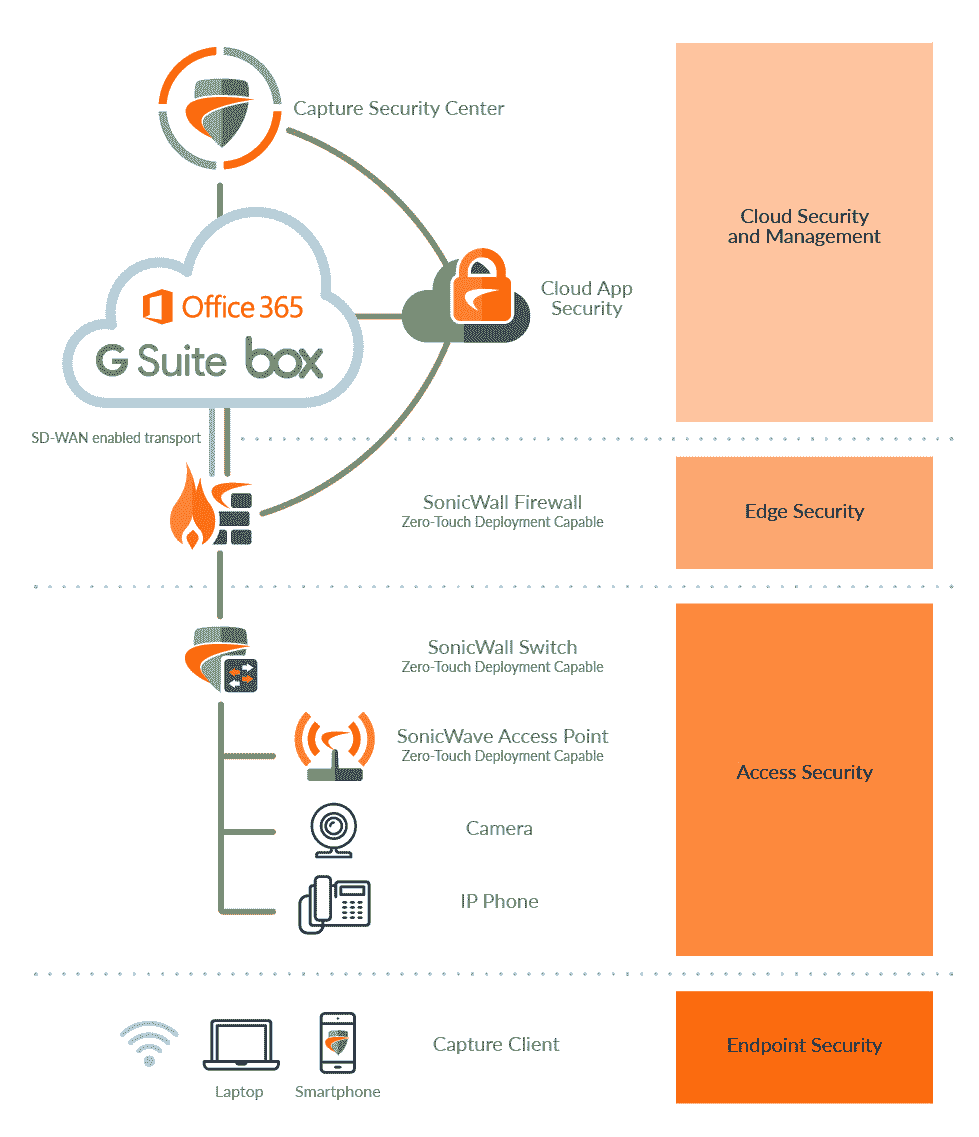 Capture Security Center
Cloud Security
and Management
Office 365
G Suite box
Cloud App
Security
SD-WAN enabled transport
SonicWall Firewall
Zero-Touch Deployment Capable
Edge Security
SonicWall Switch
Zero-Touch Deployment Capable
SonicWave Access Point
Zero-Touch Deployment Capable
Access Security
Camera
IP Phone
Capture Client
Endpoint Security
Laptop
Smartphone